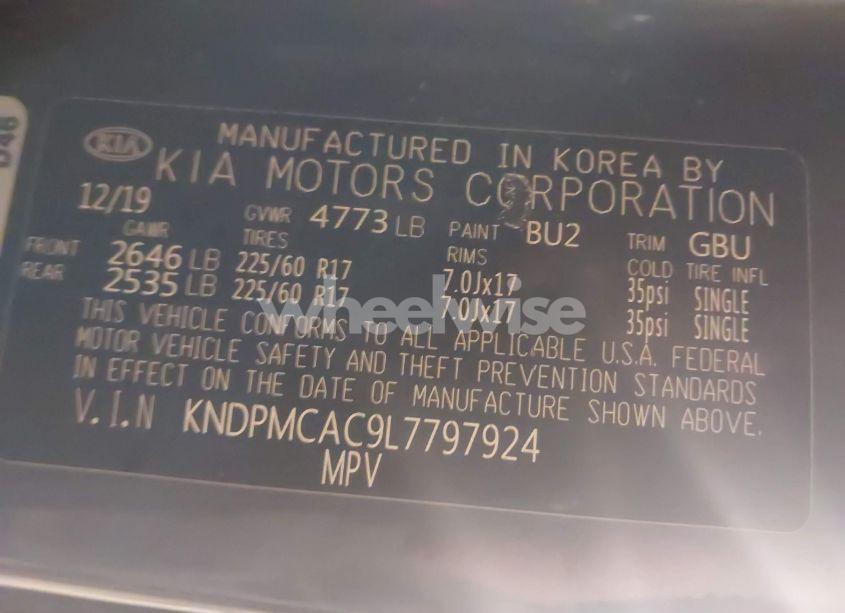 D46
KIA
MANUFACTURED IN KOREA BY
KIA MOTORS CORPORATION
12/19 GVWR 4773 LB PAINT BU2 TRIM GBU
GAWR TIRES RIMS COLD TIRE INFL
FRONT 2646 LB 225/60 R17 7.0Jx17 35psi SINGLE
REAR 2535 LB 225/60 R17 7.0Jx17 35psi SINGLE
wheelwise
THIS VEHICLE CONFORMS TO ALL APPLICABLE U.S.A. FEDERAL
MOTOR VEHICLE SAFETY AND THEFT PREVENTION STANDARDS
IN EFFECT ON THE DATE OF MANUFACTURE SHOWN ABOVE.
V.I.N KNDPMCAC9L7797924
MPV